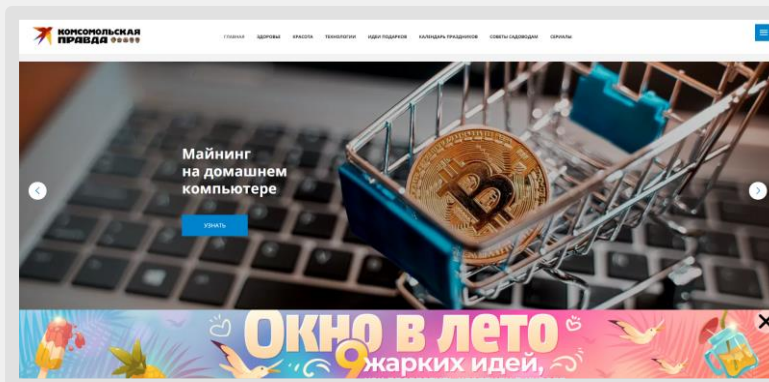 КОМСОМОЛЬСКАЯ
ПРАВДА
ГЛАВНАЯ ЗДОРОВЬЕ КРАСОТА ТЕХНОЛОГИИ ИДЕИ ПОДАРКОВ КАЛЕНДАРЬ ПРАЗДНИКОВ СОВЕТЫ САДОВОДАМ СЕРИАЛЫ
Майнинг
на домашнем
компьютере
УЗНАТЬ
ОКНО В ЛЕТО
9 жарких идей,